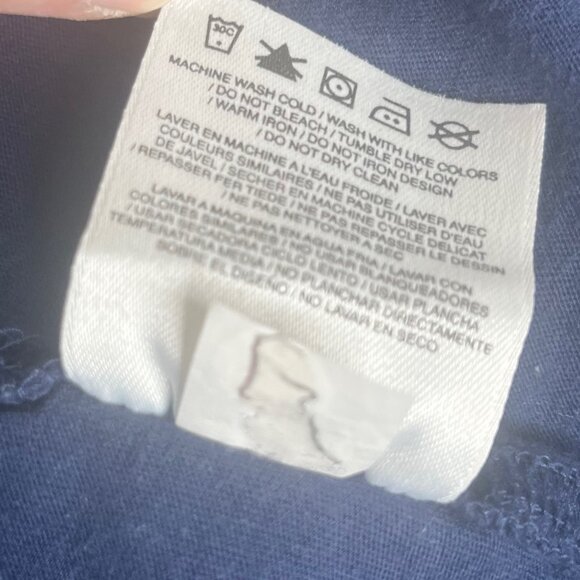 30C
MACHINE WASH COLD / WASH WITH LIKE COLORS
/ DO NOT BLEACH / TUMBLE DRY LOW
/ WARM IRON / DO NOT IRON DESIGN
/ DO NOT DRY CLEAN
LAVER EN MACHINE A L'EAU FROIDE / LAVER AVEC
COULEURS SIMILAIRES / NE PAS UTILISER D'EAU
DE JAVEL / SECHER EN MACHINE CYCLE DELICAT
/ REPASSER FER TIEDE / NE PAS REPASSER LE DESSIN
/ NE PAS NETTOYER A SEC
LAVAR A MAQUINA EN AGUA FRIA / LAVAR CON
COLORES SIMILARES / NO USAR BLANQUEADORES
/ USAR SECADORA CICLO LENTO / USAR PLANCHA
TEMPERATURA MEDIA / NO PLANCHAR DIRECTAMENTE
SOBRE EL DISENO / NO LAVAR EN SECO